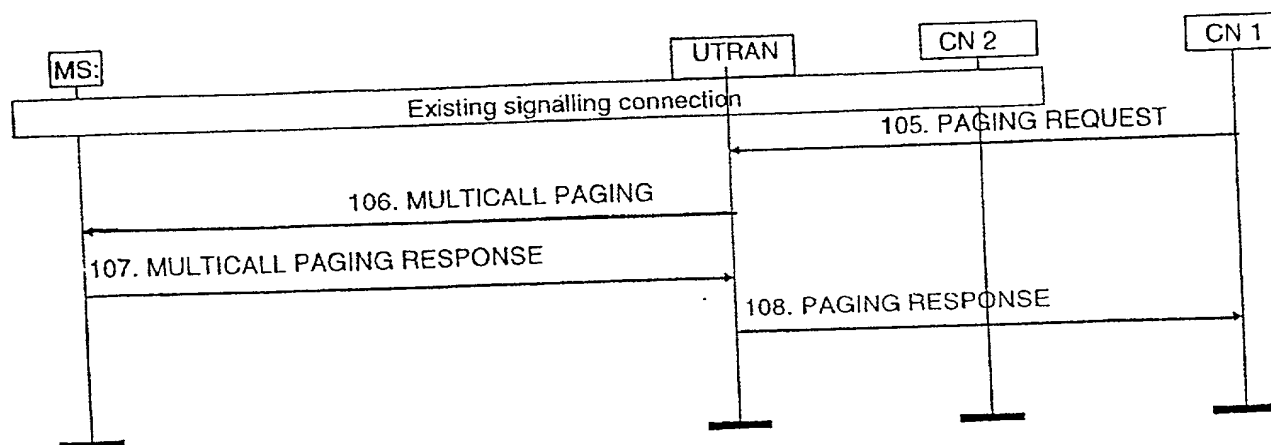 MS:
UTRAN
CN 2
CN 1
Existing signalling connection
105. PAGING REQUEST
106. MULTICALL PAGING
107. MULTICALL PAGING RESPONSE
108. PAGING RESPONSE